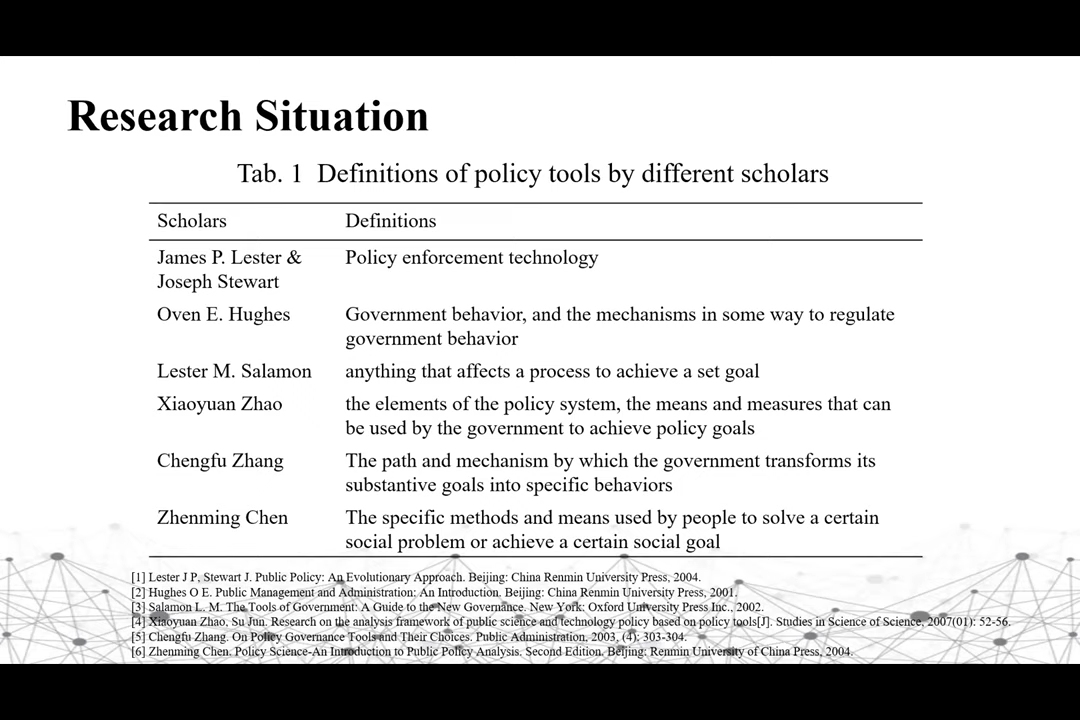 Research Situation
Tab. 1 Definitions of policy tools by different scholars
Scholars Definitions
James P. Lester & Joseph Stewart Policy enforcement technology
Oven E. Hughes Government behavior, and the mechanisms in some way to regulate
government behavior
Lester M. Salamon anything that affects a process to achieve a set goal
Xiaoyuan Zhao the elements of the policy system, the means and measures that can
be used by the government to achieve policy goals
Chengfu Zhang The path and mechanism by which the government transforms its
substantive goals into specific behaviors
Zhenming Chen The specific methods and means used by people to solve a certain
social problem or achieve a certain social goal
[1] Lester J P, Stewart J. Public Policy: An Evolutionary Approach. Beijing: China Renmin University Press, 2004.
[2] Hughes O E. Public Management and Administration: An Introduction. Beijing: China Renmin University Press, 2001.
[3] Salamon L. M. The Tools of Government: A Guide to the New Governance. New York: Oxford University Press Inc., 2002.
[4] Xiaoyuan Zhao, Su Jun. Research on the analysis framework of public science and technology policy based on policy tools[J]. Studies in Science of Science, 2007(01): 52-56.
[5] Chengfu Zhang. On Policy Governance Tools and Their Choices. Public Administration. 2003, (4): 303-304.
[6] Zhenming Chen. Policy Science-An Introduction to Public Policy Analysis. Second Edition. Beijing: Renmin University of China Press, 2004.